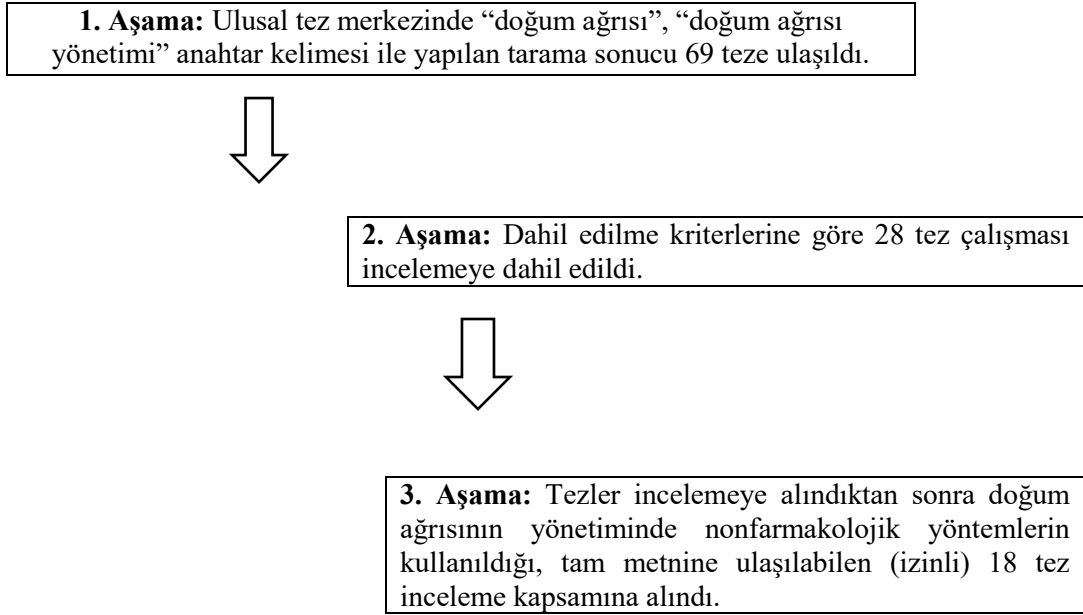 1. Aşama: Ulusal tez merkezinde “doğum ağrısı”, “doğum ağrısı
yönetimi” anahtar kelimesi ile yapılan tarama sonucu 69 teze ulaşıldı.
2. Aşama: Dahil edilme kriterlerine göre 28 tez çalışması
incelemeye dahil edildi.
3. Aşama: Tezler incelemeye alındıktan sonra doğum
ağrısının yönetiminde nonfarmakolojik yöntemlerin
kullanıldığı, tam metnine ulaşılabilen (izinli) 18 tez
inceleme kapsamına alındı.